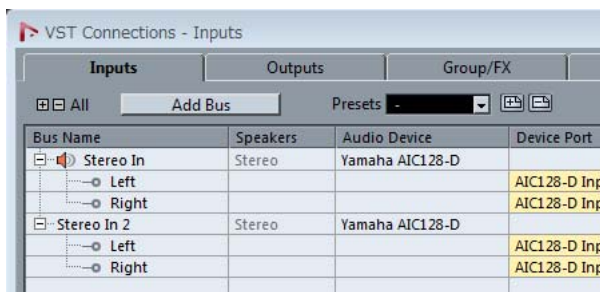 VST Connections - Inputs
Inputs Outputs Group/FX
All Add Bus Presets -
Bus Name Speakers Audio Device Device Port
Stereo In Stereo Yamaha AIC128-D
Left AIC128-D Inp
Right AIC128-D Inp
Stereo In 2 Stereo Yamaha AIC128-D
Left AIC128-D Inp
Right AIC128-D Inp